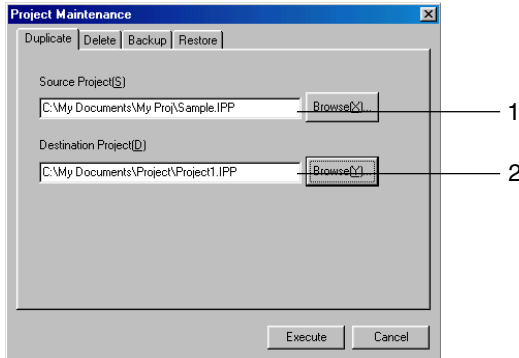 Project Maintenance
Duplicate Delete Backup Restore
Source Project(S)
C:\My Documents\My Proj\Sample.IPP Browse(X)... 1
Destination Project(D)
C:\My Documents\Project\Project1.IPP Browse(Y)... 2
Execute Cancel